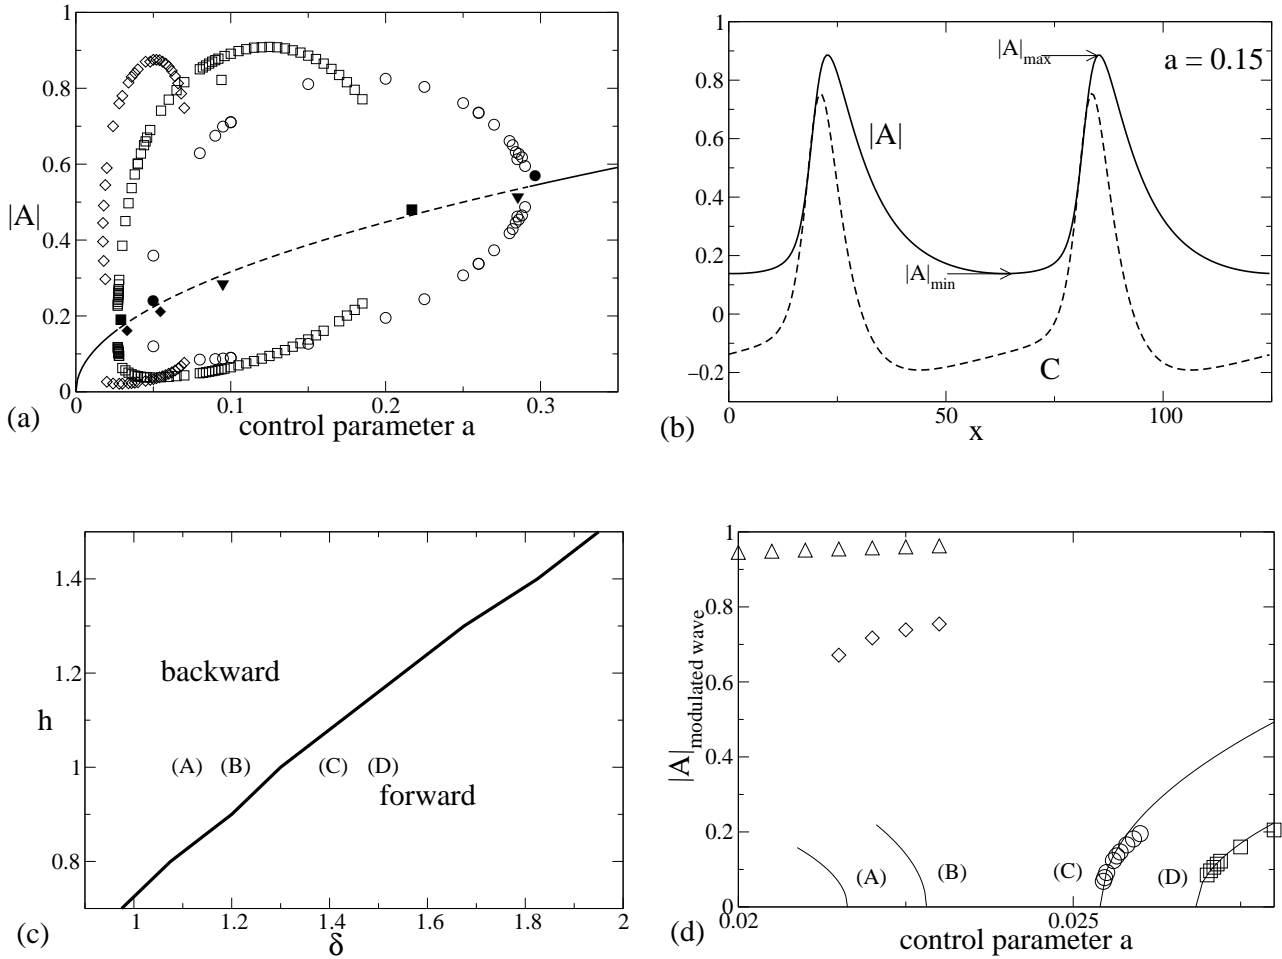 1
0.8
0.6
|A|
0.4
0.2
0
0
0.1
0.2
0.3
control parameter a
(a)
1
0.8
0.6
0.4
0.2
0
−0.2
|A|max
a = 0.15
|A|
|A|min
C
0
50
100
x
(b)
1.4
1.2
h
1
0.8
backward
(A)
(B)
(C)
(D)
forward
1
1.2
1.4
1.6
1.8
2
δ
(c)
1
0.8
0.6
0.4
0.2
0
|A|modulated wave
(A)
(B)
(C)
(D)
0.02
0.025
control parameter a
(d)